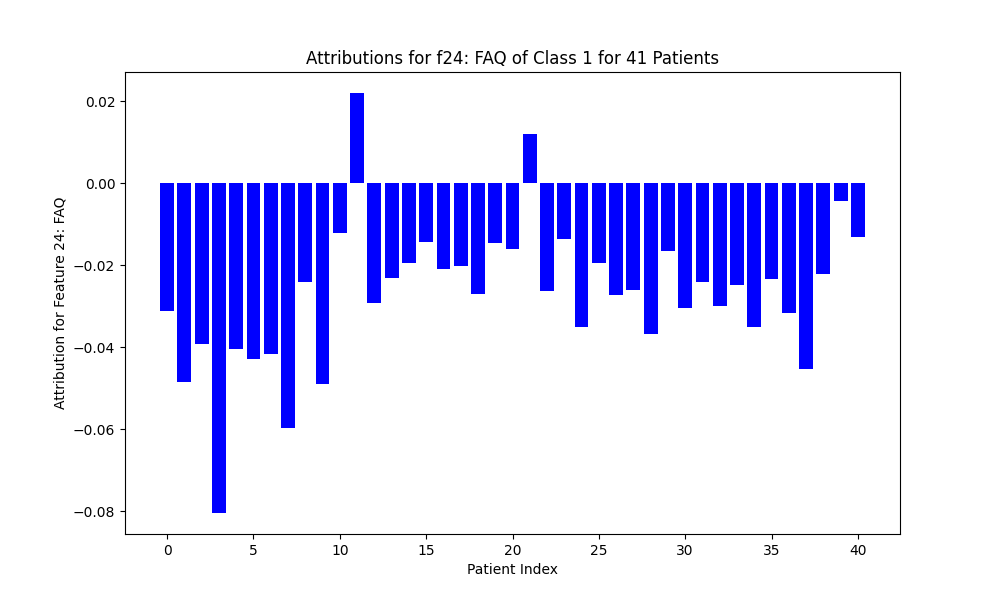 Attributions for f24: FAQ of Class 1 for 41 Patients
Attribution for Feature 24: FAQ
0.02
0.00
−0.02
−0.04
−0.06
−0.08
0 5 10 15 20 25 30 35 40
Patient Index